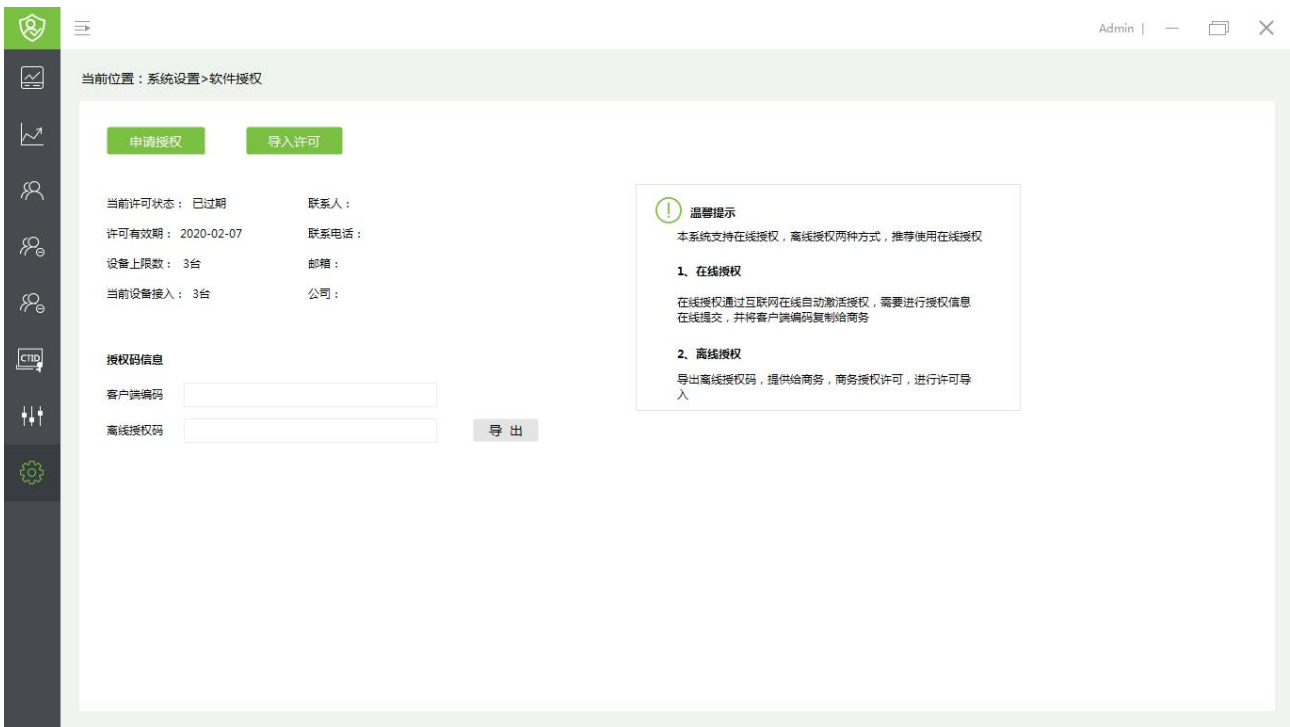 Admin |
当前位置：系统设置>软件授权
申请授权
导入许可
当前许可状态： 已过期
联系人：
许可有效期： 2020-02-07
联系电话：
设备上限数： 3台
邮箱：
当前设备接入： 3台
公司：
授权码信息
客户端编码
离线授权码
导 出
温馨提示
本系统支持在线授权，离线授权两种方式，推荐使用在线授权
1、在线授权
在线授权通过互联网在线自动激活授权，需要进行授权信息
在线提交，并将客户端编码复制给商务
2、离线授权
导出离线授权码，提供给商务，商务授权许可，进行许可导
入
CTID